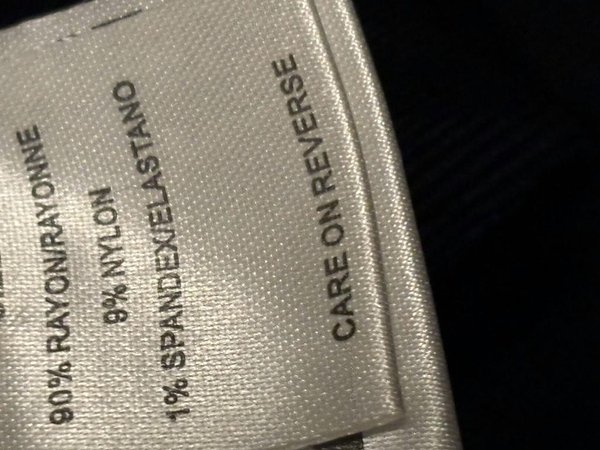 90% RAYON/RAYONNE
9% NYLON
1% SPANDEX/ELASTANO
CARE ON REVERSE